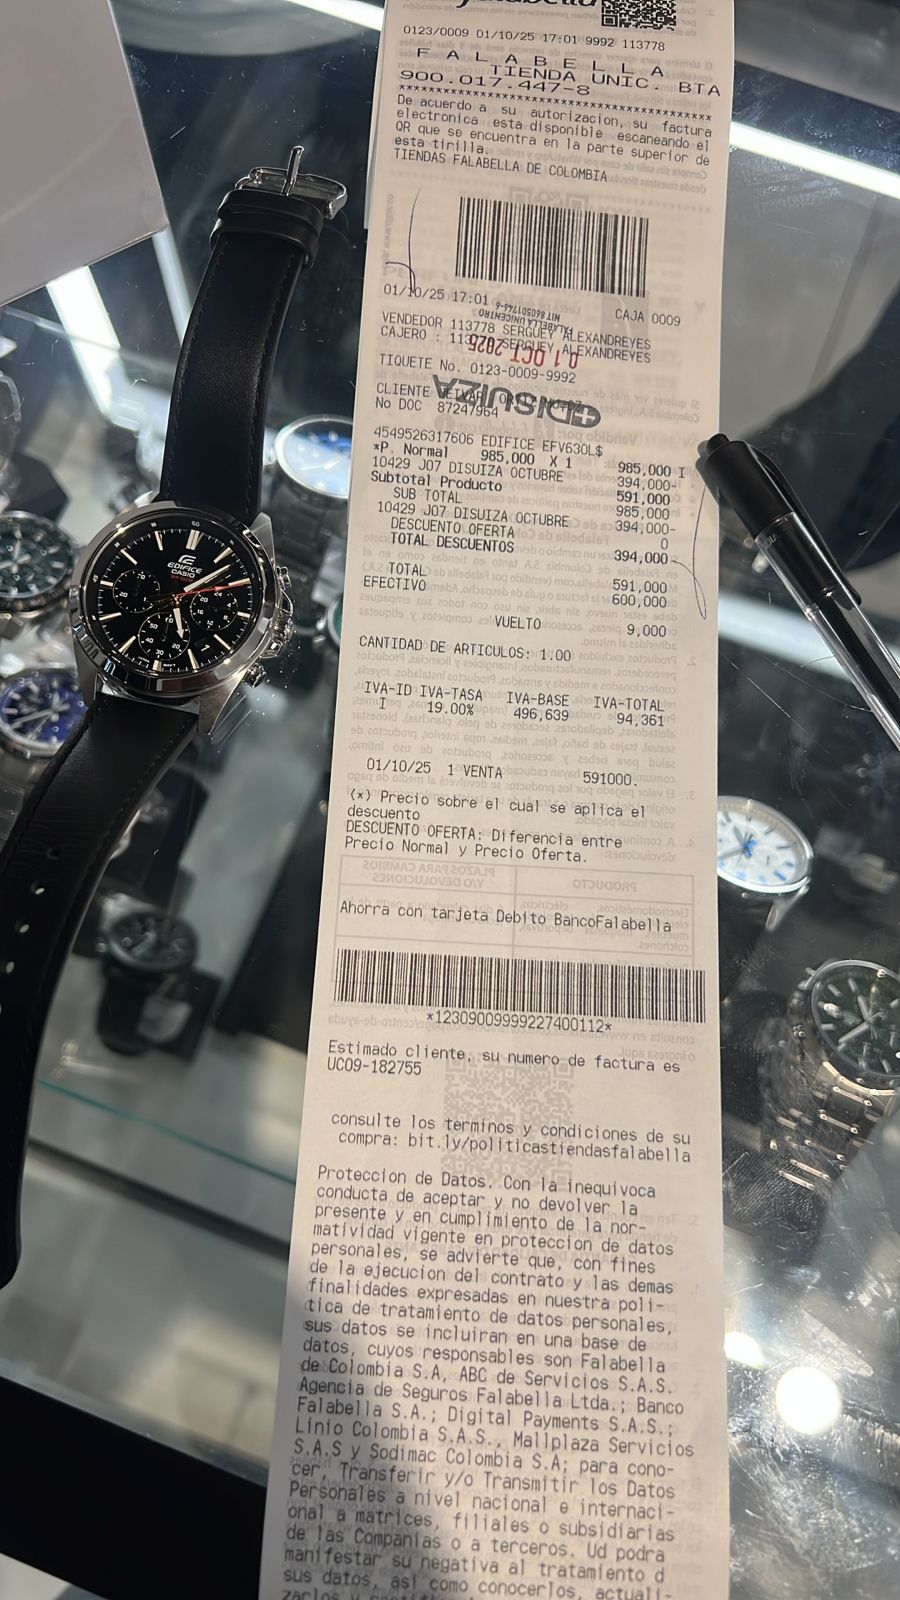 0123/0009 01/10/25 17:01 9992 113778
F A L A B E L L A
TIENDA UNIC. BTA
900.017.447-8
De acuerdo a su autorizacion, su factura
electronica esta disponible escaneando el
QR que se encuentra en la parte superior de
esta tirilla.
TIENDAS FALABELLA DE COLOMBIA
01/10/25 17:01 CAJA 0009
FALABELLA UNICENTRO
VENDEDOR 113778 SERGUEY ALEXANDREYES
CAJERO : 113778 SERGUEY ALEXANDREYES
01 OCT 2025
TIQUETE No. 0123-0009-9992
DISUIZA
CLIENTE
No DOC 87247964
4549526317606 EDIFICE EFV630L$
*P. Normal 985,000 X 1 985,000 I
10429 J07 DISUIZA OCTUBRE 394,000-
Subtotal Producto 591,000
SUB TOTAL 985,000
10429 J07 DISUIZA OCTUBRE 394,000-
DESCUENTO OFERTA 0
TOTAL DESCUENTOS 394,000
TOTAL 591,000
EFECTIVO 600,000
VUELTO 9,000
CANTIDAD DE ARTICULOS: 1.00
IVA-ID IVA-TASA IVA-BASE IVA-TOTAL
I 19.00% 496,639 94,361
01/10/25 1 VENTA 591000.
(*) Precio sobre el cual se aplica el
descuento
DESCUENTO OFERTA: Diferencia entre
Precio Normal y Precio Oferta.
Ahorra con tarjeta Debito BancoFalabella
*12309009999227400112*
Estimado cliente, su numero de factura es
UC09-182755
consulte los terminos y condiciones de su
compra: bit.ly/politicastiendasfalabella
Proteccion de Datos. Con la inequivoca
conducta de aceptar y no devolver la
presente y en cumplimiento de la nor-
matividad vigente en proteccion de datos
personales, se advierte que, con fines
de la ejecucion del contrato y las demas
finalidades expresadas en nuestra poli-
tica de tratamiento de datos personales,
sus datos se incluiran en una base de
datos, cuyos responsables son Falabella
de Colombia S.A, ABC de Servicios S.A.S.
Agencia de Seguros Falabella Ltda.; Banco
Falabella S.A.; Digital Payments S.A.S.;
Linio Colombia S.A.S., Mallplaza Servicios
S.A.S y Sodimac Colombia S.A; para cono-
cer, Transferir y/o Transmitir los Datos
Personales a nivel nacional e internaci-
onal a matrices, filiales o subsidiarias
de las Companias o a terceros. Ud podra
manifestar su negativa al tratamiento d
sus datos, asi como conocerlos, actuali-
EDIFICE
CASIO